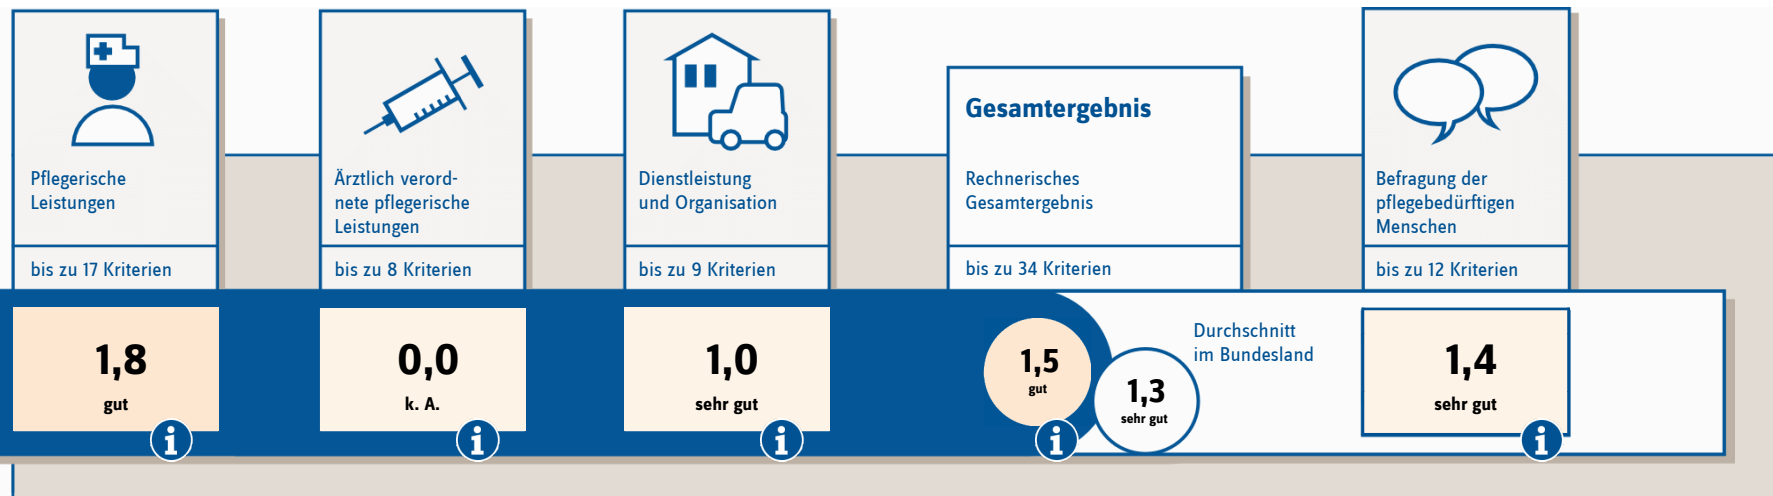 Pflegerische
Leistungen
bis zu 17 Kriterien
1,8
gut
i
Ärztlich verord-
nete pflegerische
Leistungen
bis zu 8 Kriterien
0,0
k. A.
i
Dienstleistung
und Organisation
bis zu 9 Kriterien
1,0
sehr gut
i
Gesamtergebnis
Rechnerisches
Gesamtergebnis
bis zu 34 Kriterien
1,5
gut
i
1,3
sehr gut
Durchschnitt
im Bundesland
Befragung der
pflegebedürftigen
Menschen
bis zu 12 Kriterien
1,4
sehr gut
i